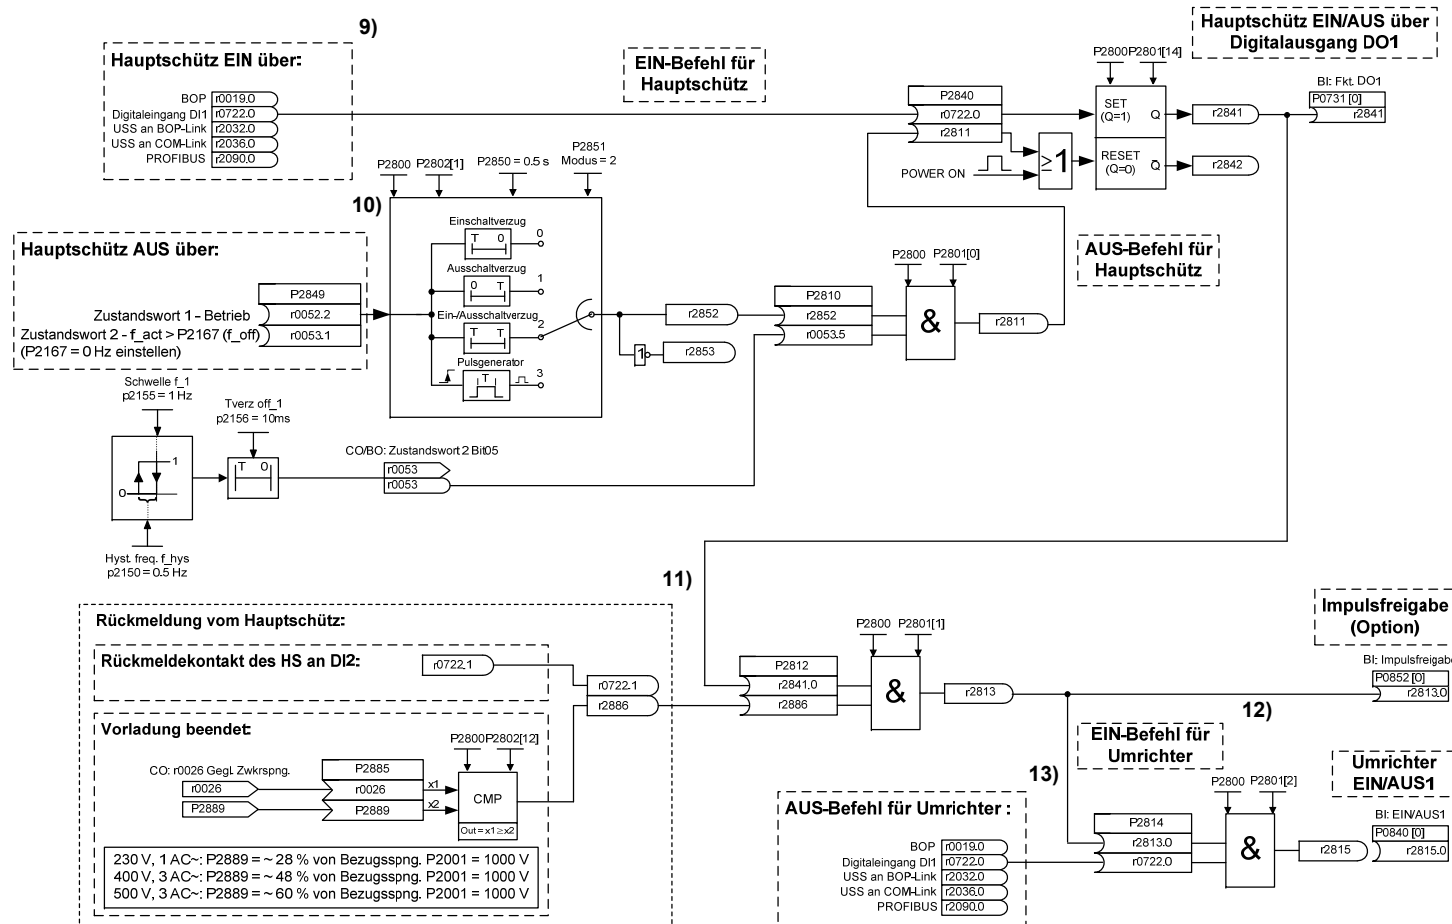 9)
Hauptschütz EIN über:
BOP r0019.0
Digitaleingang DI1 r0722.0
USS an BOP-Link r2032.0
USS an COM-Link r2036.0
PROFIBUS r2090.0
EIN-Befehl für
Hauptschütz
Hauptschütz EIN/AUS über
Digitalausgang DO1
P2800 P2801[14]
P2840
r0722.0
r2811
POWER ON
≥1
SET
(Q=1)
Q
RESET
(Q=0)
Q
r2841
r2842
BI: Fkt. DO1
P0731 [0]
r2841
10)
P2800
P2802[1]
P2850 = 0.5 s
P2851
Modus = 2
Einschaltverzug
T 0
0
Ausschaltverzug
0 T
1
Ein-/Ausschaltverzug
T T
2
Pulsgenerator
T
3
Hauptschütz AUS über:
P2849
Zustandswort 1 - Betrieb r0052.2
Zustandswort 2 - f_act > P2167 (f_off) r0053.1
(P2167 = 0 Hz einstellen)
r2852
1
r2853
P2810
r2852
r0053.5
P2800
P2801[0]
&
r2811
AUS-Befehl für
Hauptschütz
Schwelle f_1
p2155 = 1 Hz
1
0
Hyst. freq. f_hys
p2150 = 0.5 Hz
Tverz off_1
p2156 = 10ms
T 0
CO/BO: Zustandswort 2 Bit05
r0053
r0053
11)
Rückmeldung vom Hauptschütz:
Rückmeldekontakt des HS an DI2:
r0722.1
r0722.1
r2886
Vorladung beendet:
P2800 P2802[12]
CO: r0026 Gegl. Zwkrspng.
r0026
P2889
P2885
r0026
P2889
x1
x2
CMP
Out = x1 ≥ x2
230 V, 1 AC~: P2889 = ~ 28 % von Bezugsspng. P2001 = 1000 V
400 V, 3 AC~: P2889 = ~ 48 % von Bezugsspng. P2001 = 1000 V
500 V, 3 AC~: P2889 = ~ 60 % von Bezugsspng. P2001 = 1000 V
P2812
r2841.0
r2886
P2800
P2801[1]
&
r2813
Impulsfreigabe
(Option)
BI: Impulsfreigabe
P0852 [0]
r2813.0
12)
EIN-Befehl für
Umrichter
13)
AUS-Befehl für Umrichter :
BOP r0019.0
Digitaleingang DI1 r0722.0
USS an BOP-Link r2032.0
USS an COM-Link r2036.0
PROFIBUS r2090.0
P2814
r2813.0
r0722.0
P2800
P2801[2]
&
r2815
Umrichter
EIN/AUS1
BI: EIN/AUS1
P0840 [0]
r2815.0